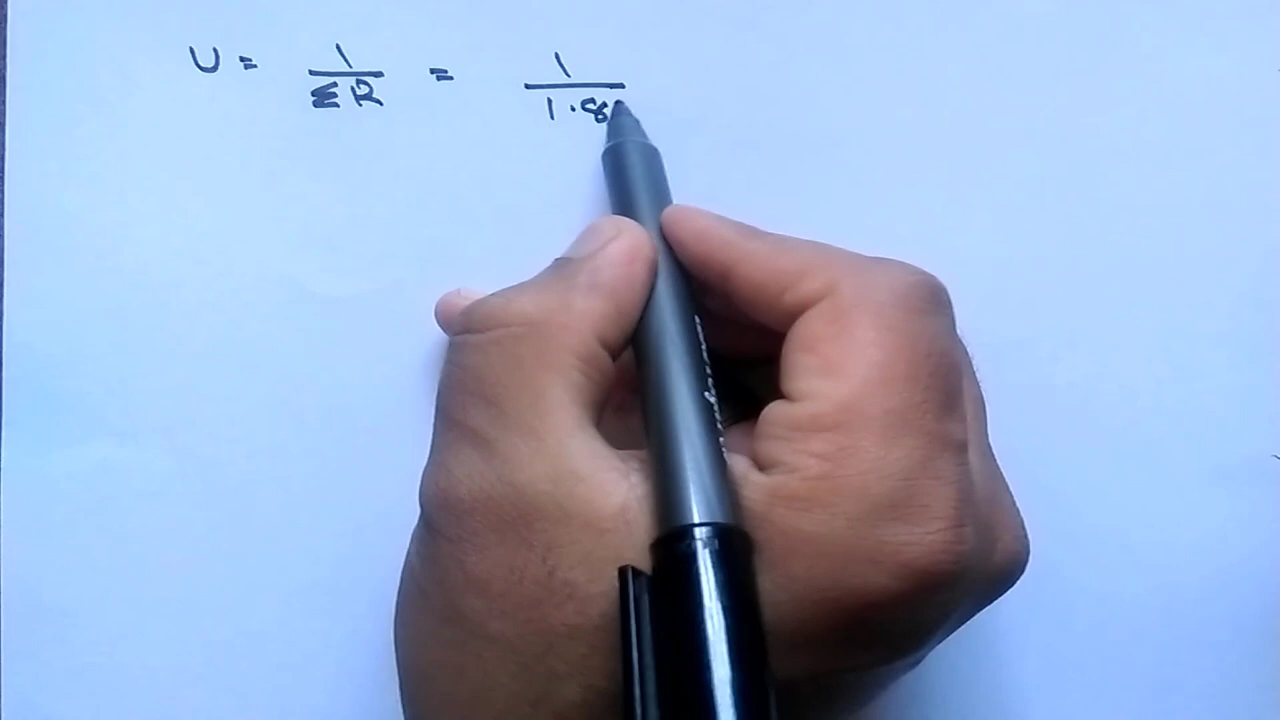 U = 1/ΣR = 1/1.8